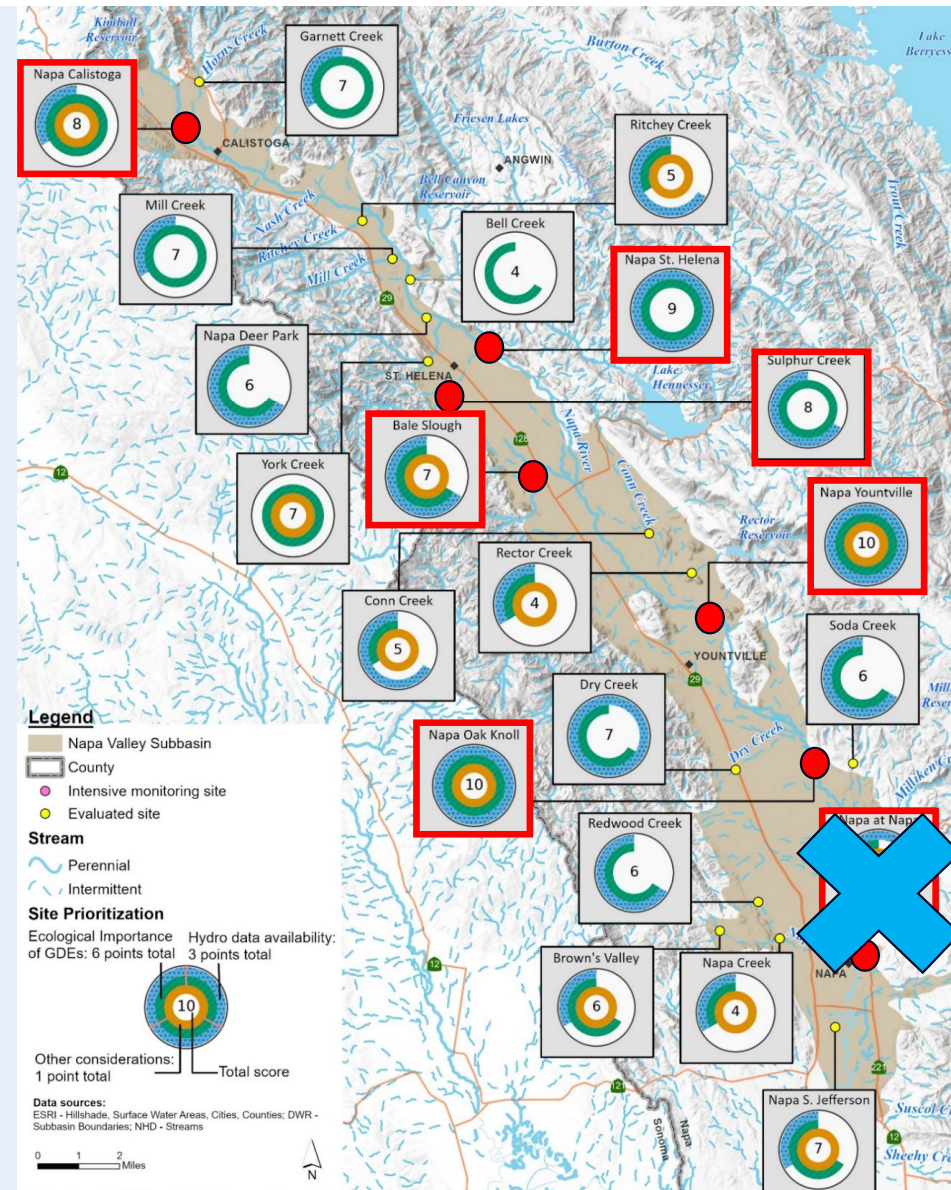 Kimball
Reservoir
Horns Creek
Garnett Creek
7
Burton Creek
Lake
Berryess
Napa Calistoga
8
CALISTOGA
Friesen Lakes
ANGWIN
Ritchey Creek
5
Bell Canyon
Reservoir
Trout Creek
Mill Creek
7
Nash Creek
Ritchey Creek
Mill Creek
29
Bell Creek
4
Napa St. Helena
9
Napa Deer Park
6
ST. HELENA
Lake
Hennessey
Sulphur Creek
8
Bale Slough
7
128
Napa River
Conn Creek
12
York Creek
7
Napa Yountville
10
Rector
Reservoir
Rector Creek
4
Conn Creek
5
YOUNTVILLE
29
Soda Creek
6
Mill
Reser
Dry Creek
7
Dry Creek
Milliken C
Napa Oak Knoll
10
Redwood Creek
6
Napa at Napa
NAPA
Brown's Valley
6
Napa Creek
4
12
121
221
Napa S. Jefferson
7
Suscol C
12
Sheehy Cre
Napa
Sonoma
Legend
Napa Valley Subbasin
County
Intensive monitoring site
Evaluated site
Stream
Perennial
Intermittent
Site Prioritization
Ecological Importance
of GDEs: 6 points total
Hydro data availability:
3 points total
10
Other considerations:
1 point total
Total score
Data sources:
ESRI - Hillshade, Surface Water Areas, Cities, Counties; DWR -
Subbasin Boundaries; NHD - Streams
0 1 2
Miles
N